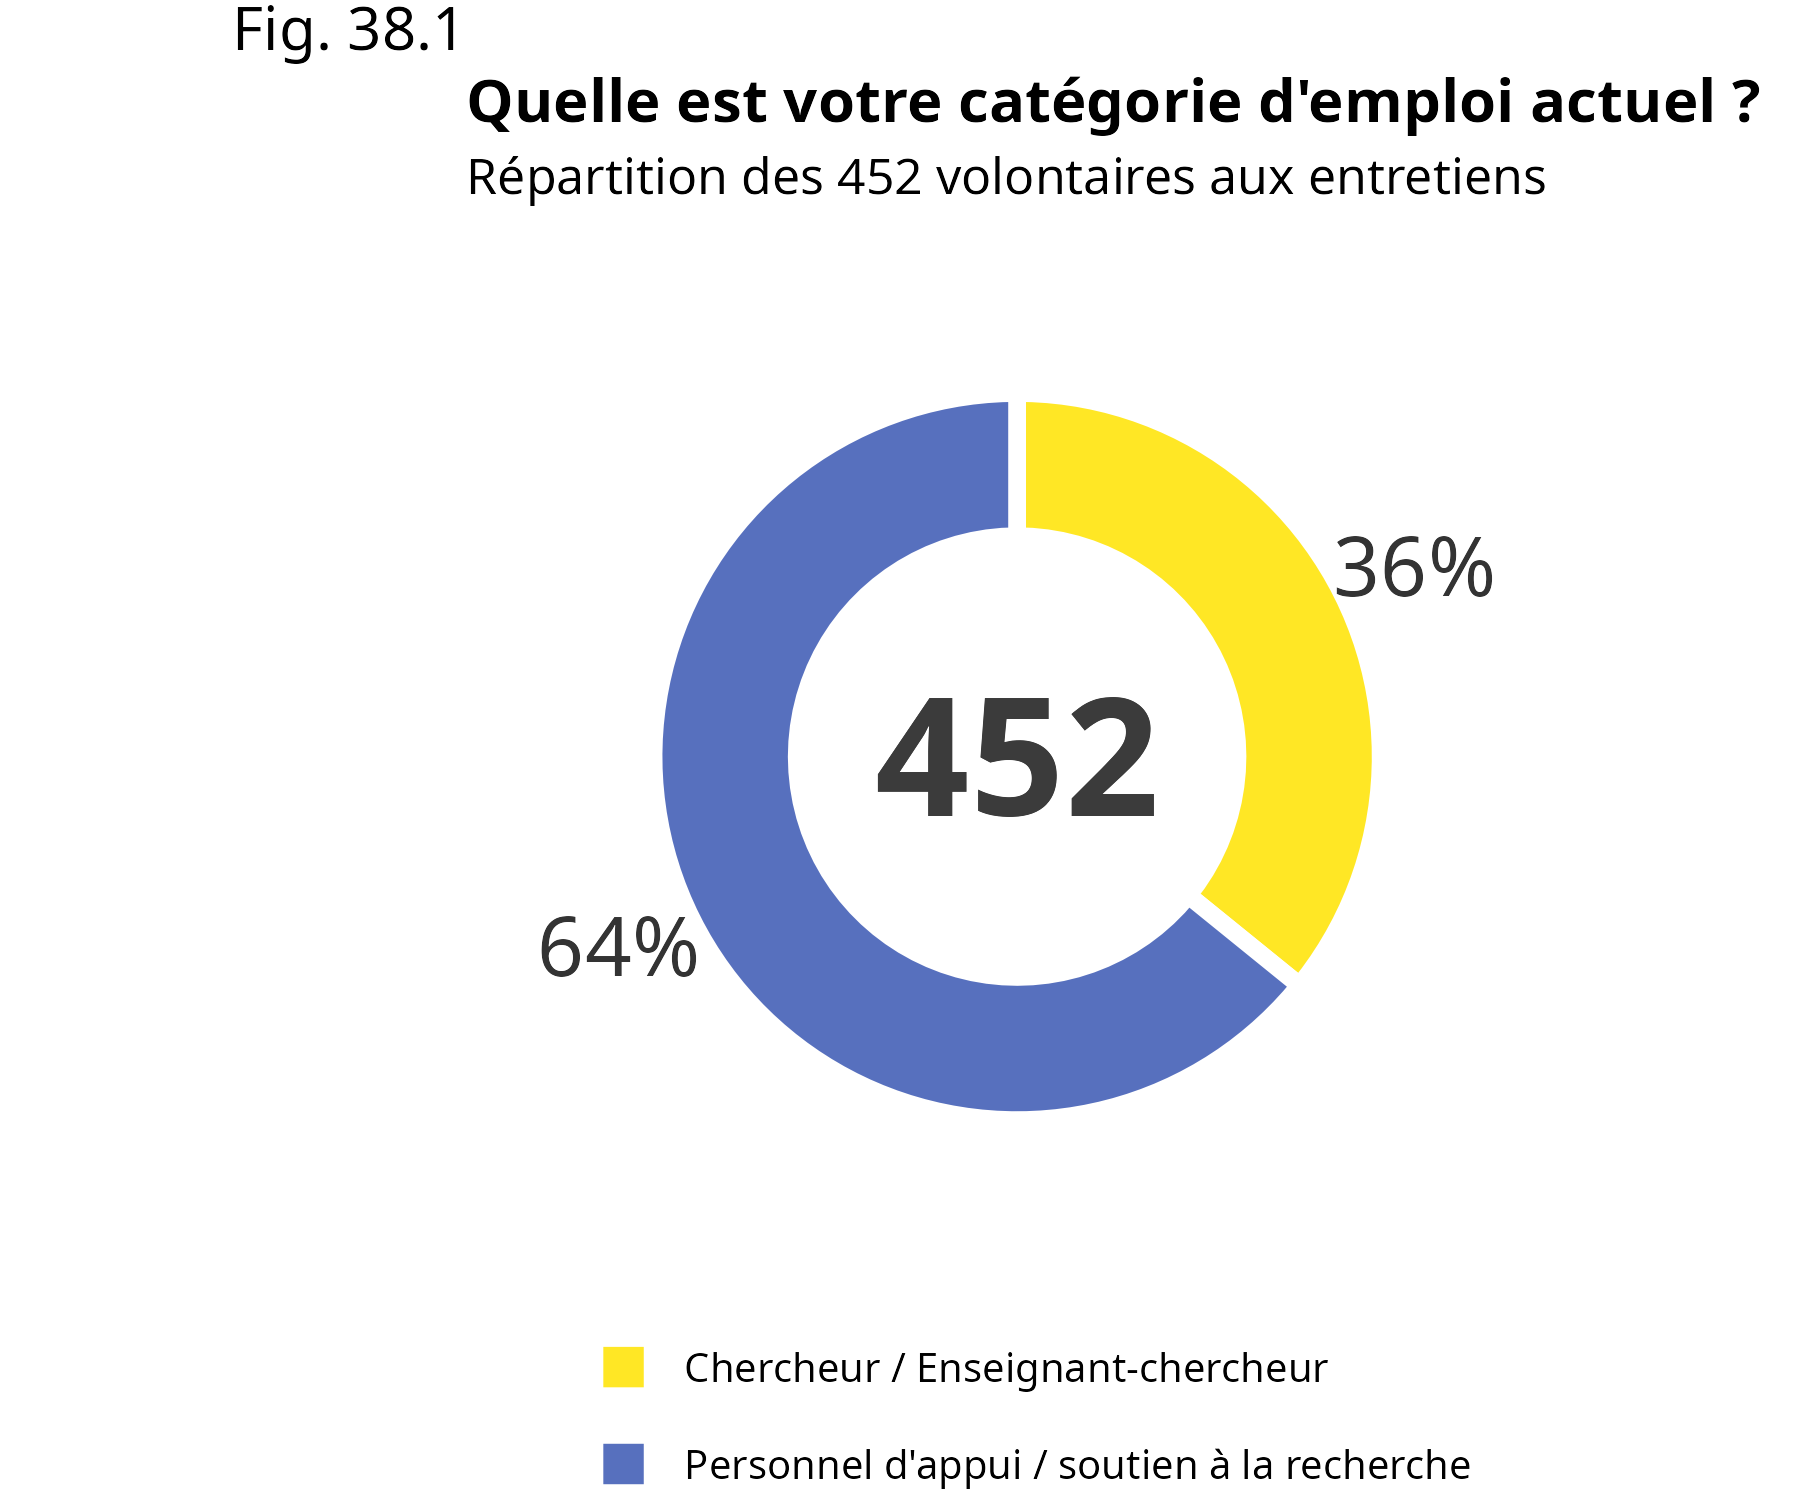 Fig. 38.1
Quelle est votre catégorie d'emploi actuel ?
Répartition des 452 volontaires aux entretiens
36%
452
64%
Chercheur / Enseignant-chercheur
Personnel d'appui / soutien à la recherche